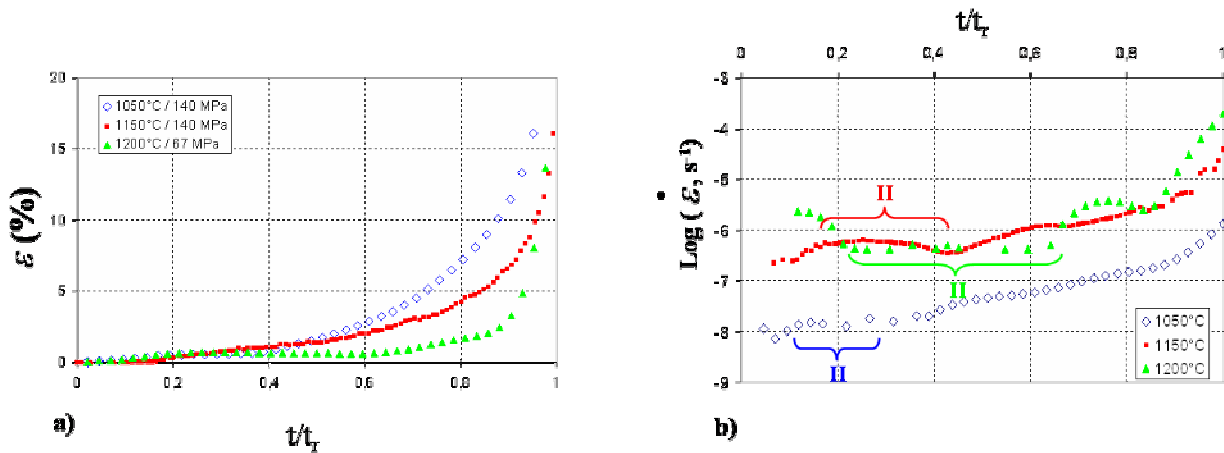 20
15
10
5
0
ε (%)
1050°C / 140 MPa
1150°C / 140 MPa
1200°C / 67 MPa
0
0,2
0,4
0,6
0,8
1
a)
t/tr
t/tr
0
0,2
0,4
0,6
0,8
1
-3
-4
-5
-6
-7
-8
-9
Log ( ε̇, s⁻¹)
II
II
II
1050°C
1150°C
1200°C
b)